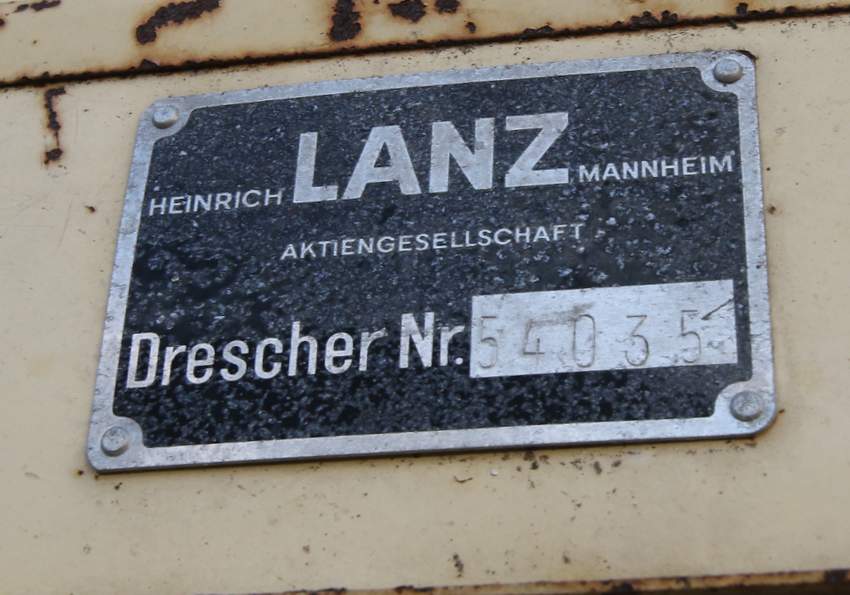 HEINRICH LANZ MANNHEIM
AKTIENGESELLSCHAFT
Drescher Nr. 54035